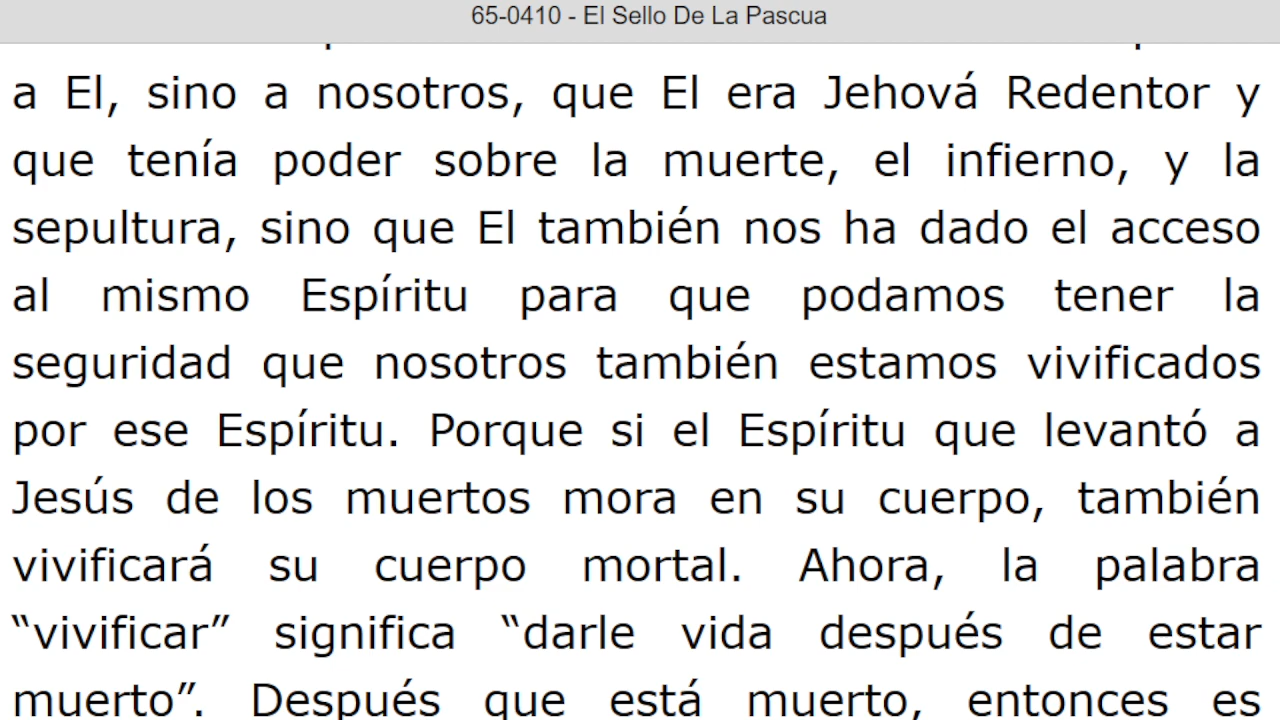 65-0410 - El Sello De La Pascua
a El, sino a nosotros, que El era Jehová Redentor y
que tenía poder sobre la muerte, el infierno, y la
sepultura, sino que El también nos ha dado el acceso
al mismo Espíritu para que podamos tener la
seguridad que nosotros también estamos vivificados
por ese Espíritu. Porque si el Espíritu que levantó a
Jesús de los muertos mora en su cuerpo, también
vivificará su cuerpo mortal. Ahora, la palabra
“vivificar” significa “darle vida después de estar
muerto”. Después que está muerto, entonces es